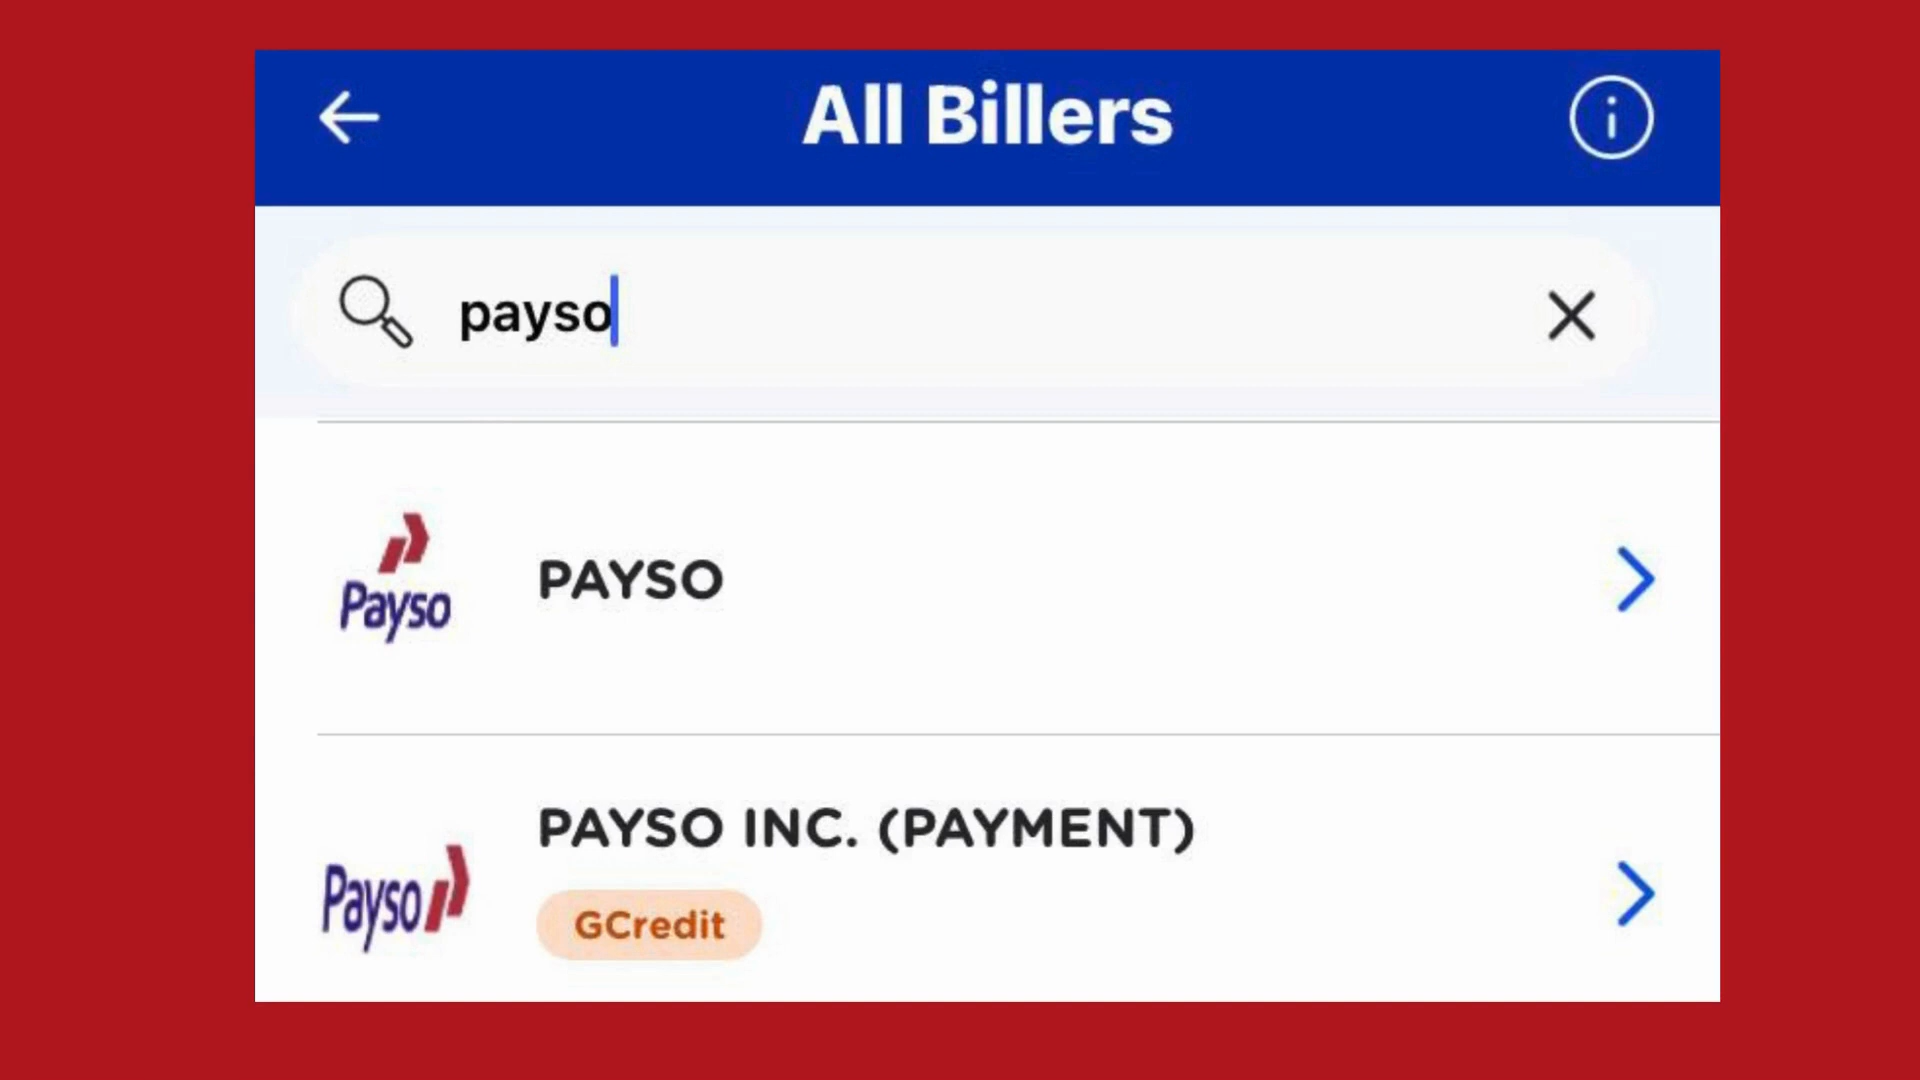 All Billers
payso
Payso
PAYSO
PAYSO INC. (PAYMENT)
Payso
GCredit